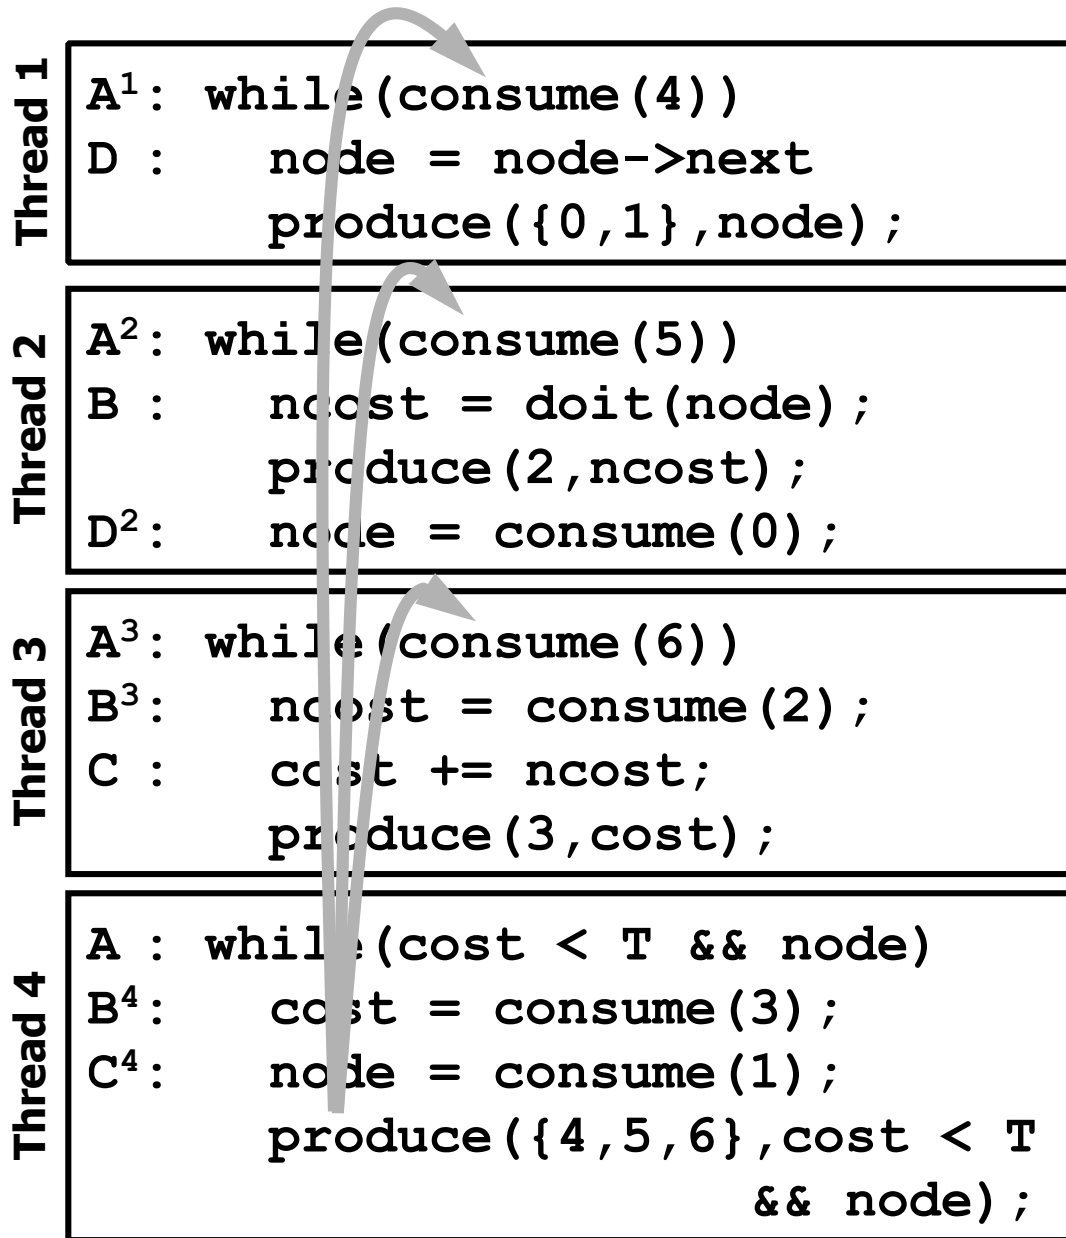 Thread 1
A¹: while(consume(4))
D :   node = node->next
      produce({0,1},node);
Thread 2
A²: while(consume(5))
B :   ncost = doit(node);
      produce(2,ncost);
D²:   node = consume(0);
Thread 3
A³: while(consume(6))
B³:   ncost = consume(2);
C :   cost += ncost;
      produce(3,cost);
Thread 4
A : while(cost < T && node)
B⁴:   cost = consume(3);
C⁴:   node = consume(1);
      produce({4,5,6},cost < T
                     && node);